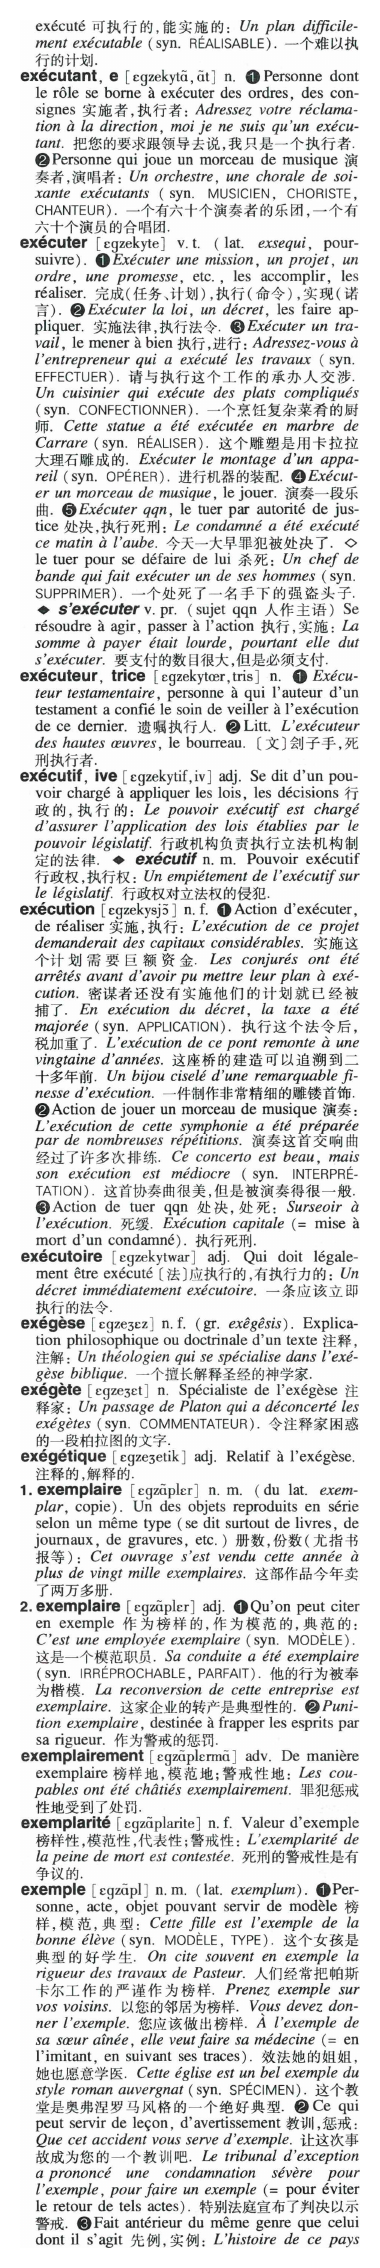 exécuté 可执行的,能实施的: Un plan difficile-
ment exécutable (syn. RÉALISABLE). 一个难以执
行的计划.
exécutant, e [ɛgzekytɑ̃, ɑ̃t] n. ❶Personne dont
le rôle se borne à exécuter des ordres, des con-
signes 实施者,执行者: Adressez votre réclama-
tion à la direction, moi je ne suis qu'un exécu-
tant. 把您的要求跟领导去说,我只是一个执行者.
❷Personne qui joue un morceau de musique 演
奏者,演唱者: Un orchestre, une chorale de soi-
xante exécutants ( syn. MUSICIEN, CHORISTE,
CHANTEUR). 一个有六十个演奏者的乐团,一个有
六十个演员的合唱团.
exécuter [ɛgzekyte] v. t. ( lat. exsequi, pour-
suivre). ❶Exécuter une mission, un projet, un
ordre, une promesse, etc., les accomplir, les
réaliser. 完成(任务、计划),执行(命令),实现(诺
言). ❷Exécuter la loi, un décret, les faire ap-
pliquer. 实施法律,执行法令. ❸Exécuter un tra-
vail, le mener à bien 执行,进行: Adressez-vous à
l'entrepreneur qui a exécuté les travaux ( syn.
EFFECTUER). 请与执行这个工作的承办人交涉.
Un cuisinier qui exécute des plats compliqués
(syn. CONFECTIONNER). 一个烹饪复杂菜肴的厨
师. Cette statue a été exécutée en marbre de
Carrare (syn. RÉALISER). 这个雕塑是用卡拉拉
大理石雕成的. Exécuter le montage d'un appa-
reil (syn. OPÉRER). 进行机器的装配. ❹Exécut-
er un morceau de musique, le jouer. 演奏一段乐
曲. ❺Exécuter qqn, le tuer par autorité de jus-
tice 处决,执行死刑: Le condamné a été exécuté
ce matin à l'aube. 今天一大早罪犯被处决了. ◇
le tuer pour se défaire de lui 杀死: Un chef de
bande qui fait exécuter un de ses hommes (syn.
SUPPRIMER). 一个处死了一名手下的强盗头子.
◆ s'exécuter v. pr. (sujet qqn 人作主语) Se
résoudre à agir, passer à l'action 执行,实施: La
somme à payer était lourde, pourtant elle dut
s'exécuter. 要支付的数目很大,但是必须支付.
exécuteur, trice [ɛgzekytœr, tris] n. ❶ Exécu-
teur testamentaire, personne à qui l'auteur d'un
testament a confié le soin de veiller à l'exécution
de ce dernier. 遗嘱执行人. ❷Litt. L'exécuteur
des hautes œuvres, le bourreau. 〔文〕刽子手,死
刑执行者.
exécutif, ive [ɛgzekytif, iv] adj. Se dit d'un pou-
voir chargé à appliquer les lois, les décisions 行
政的, 执行的: Le pouvoir exécutif est chargé
d'assurer l'application des lois établies par le
pouvoir législatif. 行政机构负责执行立法机构制
定的法律. ◆ exécutif n. m. Pouvoir exécutif
行政权,执行权: Un empiétement de l'exécutif sur
le législatif. 行政权对立法权的侵犯.
exécution [ɛgzekysjɔ̃] n. f. ❶Action d'exécuter,
de réaliser 实施,执行: L'exécution de ce projet
demanderait des capitaux considérables. 实施这
个计划需要巨额资金. Les conjurés ont été
arrêtés avant d'avoir pu mettre leur plan à exé-
cution. 密谋者还没有实施他们的计划就已经被
捕了. En exécution du décret, la taxe a été
majorée (syn. APPLICATION). 执行这个法令后,
税加重了. L'exécution de ce pont remonte à une
vingtaine d'années. 这座桥的建造可以追溯到二
十多年前. Un bijou ciselé d'une remarquable fi-
nesse d'exécution. 一件制作非常精细的雕镂首饰.
❷Action de jouer un morceau de musique 演奏:
L'exécution de cette symphonie a été préparée
par de nombreuses répétitions. 演奏这首交响曲
经过了许多次排练. Ce concerto est beau, mais
son exécution est médiocre ( syn. INTERPRÉ-
TATION). 这首协奏曲很美,但是被演奏得很一般.
❸Action de tuer qqn 处决,处死: Surseoir à
l'exécution. 死缓. Exécution capitale (= mise à
mort d'un condamné). 执行死刑.
exécutoire [ɛgzekytwar] adj. Qui doit légale-
ment être exécuté〔法〕应执行的,有执行力的: Un
décret immédiatement exécutoire. 一条应该立即
执行的法令.
exégèse [ɛgzeʒɛz] n. f. (gr. exêgêsis). Explica-
tion philosophique ou doctrinale d'un texte 注释,
注解: Un théologien qui se spécialise dans l'exé-
gèse biblique. 一个擅长解释圣经的神学家.
exégète [ɛgzeʒɛt] n. Spécialiste de l'exégèse 注
释家: Un passage de Platon qui a déconcerté les
exégètes (syn. COMMENTATEUR). 令注释家困惑
的一段柏拉图的文字.
exégétique [ɛgzeʒetik] adj. Relatif à l'exégèse.
注释的,解释的.
1. exemplaire [ɛgzɑ̃plɛr] n. m. (du lat. exem-
plar, copie). Un des objets reproduits en série
selon un même type (se dit surtout de livres, de
journaux, de gravures, etc.) 册数,份数(尤指书
报等): Cet ouvrage s'est vendu cette année à
plus de vingt mille exemplaires. 这部作品今年卖
了两万多册.
2. exemplaire [ɛgzɑ̃plɛr] adj. ❶Qu'on peut citer
en exemple 作为榜样的,作为模范的,典范的:
C'est une employée exemplaire (syn. MODÈLE).
这是一个模范职员. Sa conduite a été exemplaire
(syn. IRRÉPROCHABLE, PARFAIT). 他的行为被奉
为楷模. La reconversion de cette entreprise est
exemplaire. 这家企业的转产是典型性的. ❷Puni-
tion exemplaire, destinée à frapper les esprits par
sa rigueur. 作为警戒的惩罚.
exemplairement [ɛgzɑ̃plɛrmɑ̃] adv. De manière
exemplaire 榜样地,模范地;警戒性地: Les cou-
pables ont été châtiés exemplairement. 罪犯惩戒
性地受到了处罚.
exemplarité [ɛgzɑ̃plarite] n. f. Valeur d'exemple
榜样性,模范性,代表性;警戒性: L'exemplarité de
la peine de mort est contestée. 死刑的警戒性是有
争议的.
exemple [ɛgzɑ̃pl] n. m. (lat. exemplum). ❶Per-
sonne, acte, objet pouvant servir de modèle 榜
样,模范,典型: Cette fille est l'exemple de la
bonne élève (syn. MODÈLE, TYPE). 这个女孩是
典型的好学生. On cite souvent en exemple la
rigueur des travaux de Pasteur. 人们经常把帕斯
卡尔工作的严谨作为榜样. Prenez exemple sur
vos voisins. 以您的邻居为榜样. Vous devez don-
ner l'exemple. 您应该做出榜样. À l'exemple de
sa sœur aînée, elle veut faire sa médecine (= en
l'imitant, en suivant ses traces). 效法她的姐姐,
她也愿意学医. Cette église est un bel exemple du
style roman auvergnat (syn. SPÉCIMEN). 这个教
堂是奥弗涅罗马风格的一个绝好典型. ❷Ce qui
peut servir de leçon, d'avertissement 教训,惩戒:
Que cet accident vous serve d'exemple. 让这次事
故成为您的一个教训吧. Le tribunal d'exception
a prononcé une condamnation sévère pour
l'exemple, pour faire un exemple (= pour éviter
le retour de tels actes). 特别法庭宣布了判决以示
警戒. ❸Fait antérieur du même genre que celui
dont il s'agit 先例,实例: L'histoire de ce pays